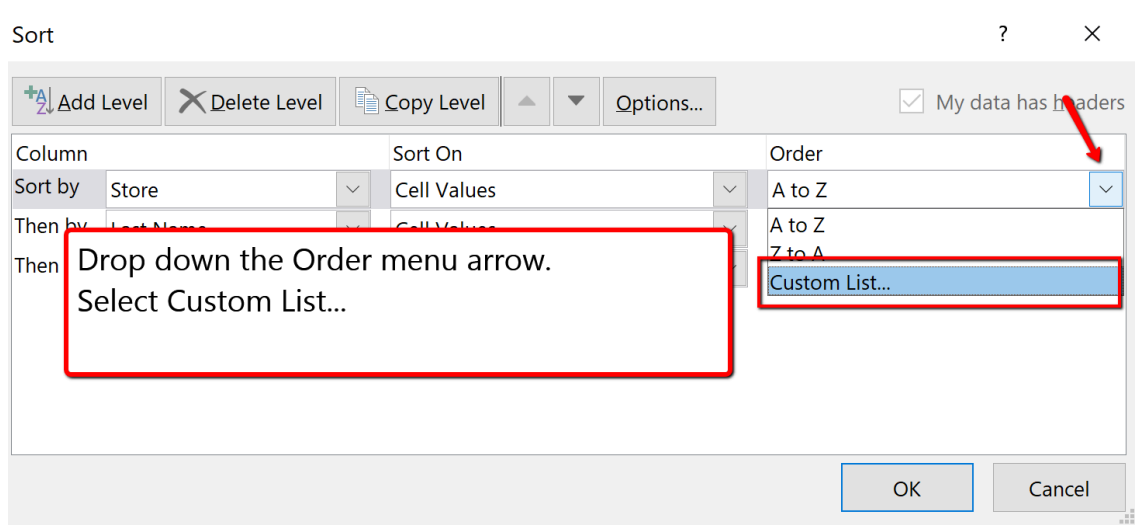 Sort ?
Add Level Delete Level Copy Level Options... My data has headers
Column Sort On Order
Sort by Store Cell Values A to Z
Then by Last Name Cell Values A to Z
Z to A
Then
Custom List...
Drop down the Order menu arrow.
Select Custom List...
OK Cancel